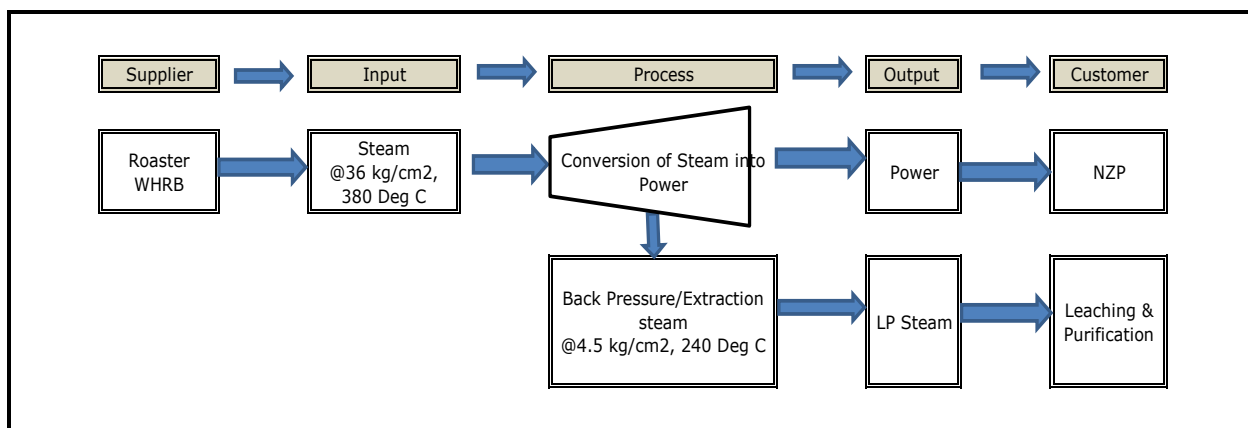 Supplier
Input
Process
Output
Customer
Roaster
WHRB
Steam
@36 kg/cm2,
380 Deg C
Conversion of Steam into
Power
Power
NZP
Back Pressure/Extraction
steam
@4.5 kg/cm2, 240 Deg C
LP Steam
Leaching &
Purification